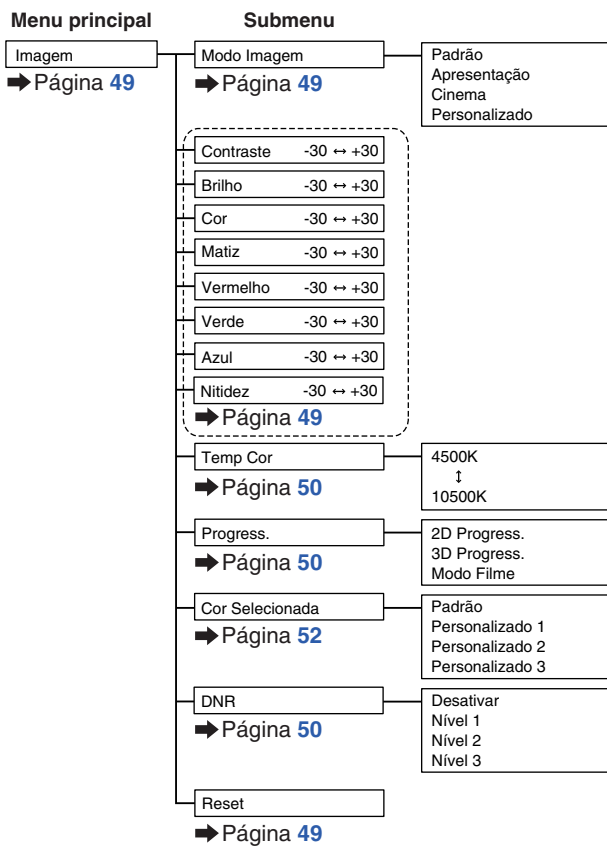 Menu principal
Submenu
Imagem
➡Página 49
Modo Imagem
➡Página 49
Padrão
Apresentação
Cinema
Personalizado
Contraste -30 ↔ +30
Brilho -30 ↔ +30
Cor -30 ↔ +30
Matiz -30 ↔ +30
Vermelho -30 ↔ +30
Verde -30 ↔ +30
Azul -30 ↔ +30
Nitidez -30 ↔ +30
➡Página 49
Temp Cor
➡Página 50
4500K
↕
10500K
Progress.
➡Página 50
2D Progress.
3D Progress.
Modo Filme
Cor Selecionada
➡Página 52
Padrão
Personalizado 1
Personalizado 2
Personalizado 3
DNR
➡Página 50
Desativar
Nível 1
Nível 2
Nível 3
Reset
➡Página 49